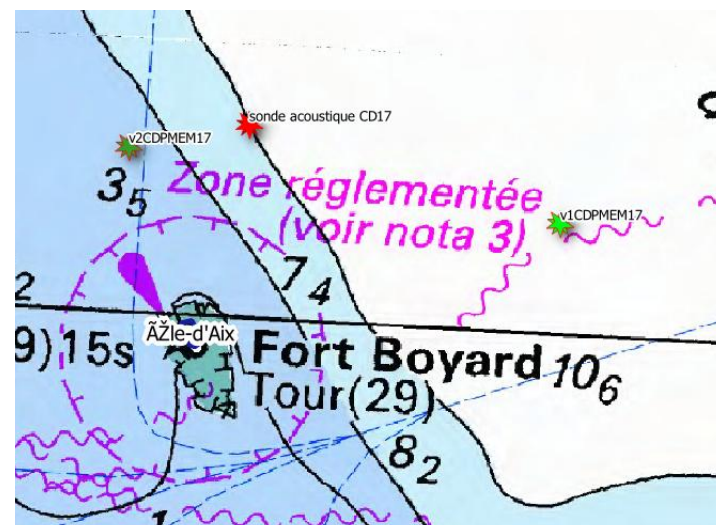 sonde acoustique CD17
v2CDPMEM17
3₅
Zone réglementée
(voir nota 3)
v1CDPMEM17
7₄
2
ÃŽle-d'Aix
9)15s
Fort Boyard
Tour(29)
10₆
8₂
1